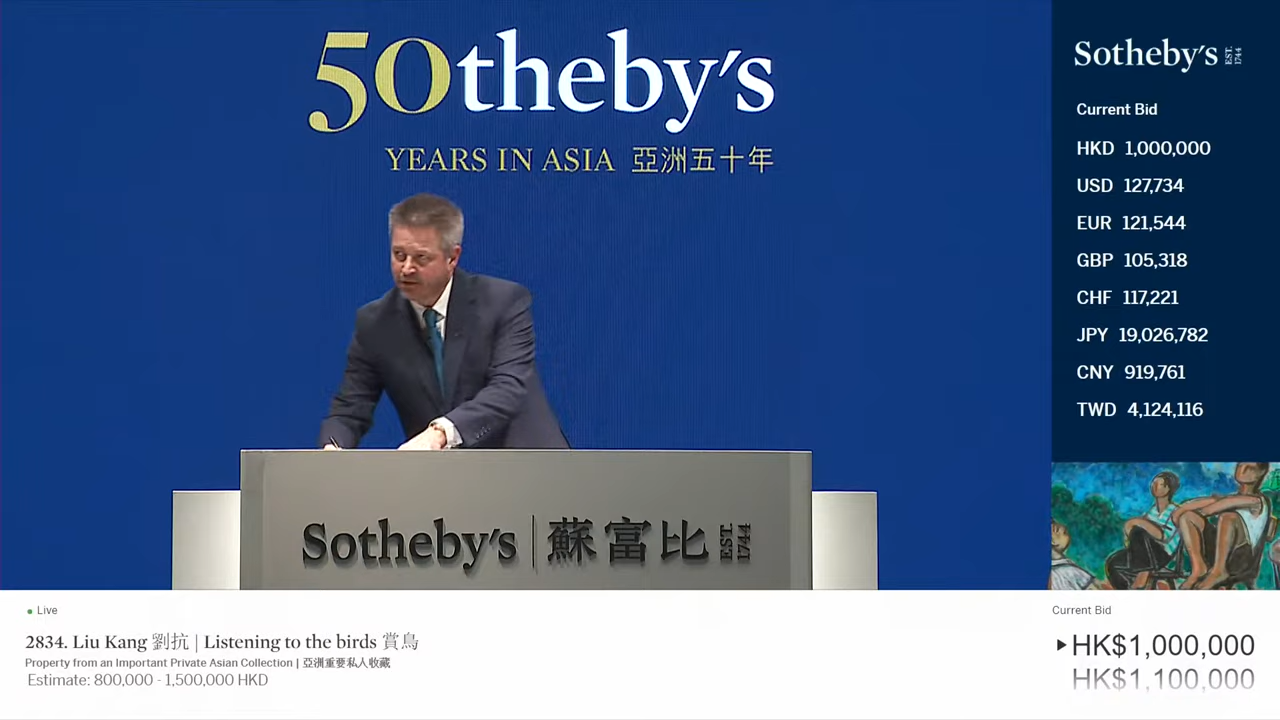 50theby's
YEARS IN ASIA 亞洲五十年
Sotheby's EST. 1744
Current Bid
HKD 1,000,000
USD 127,734
EUR 121,544
GBP 105,318
CHF 117,221
JPY 19,026,782
CNY 919,761
TWD 4,124,116
Sotheby's | 蘇富比 EST. 1744
Live
2834. Liu Kang 劉抗 | Listening to the birds 賞鳥
Property from an Important Private Asian Collection | 亞洲重要私人收藏
Estimate: 800,000 - 1,500,000 HKD
Current Bid
HK$1,000,000
HK$1,100,000